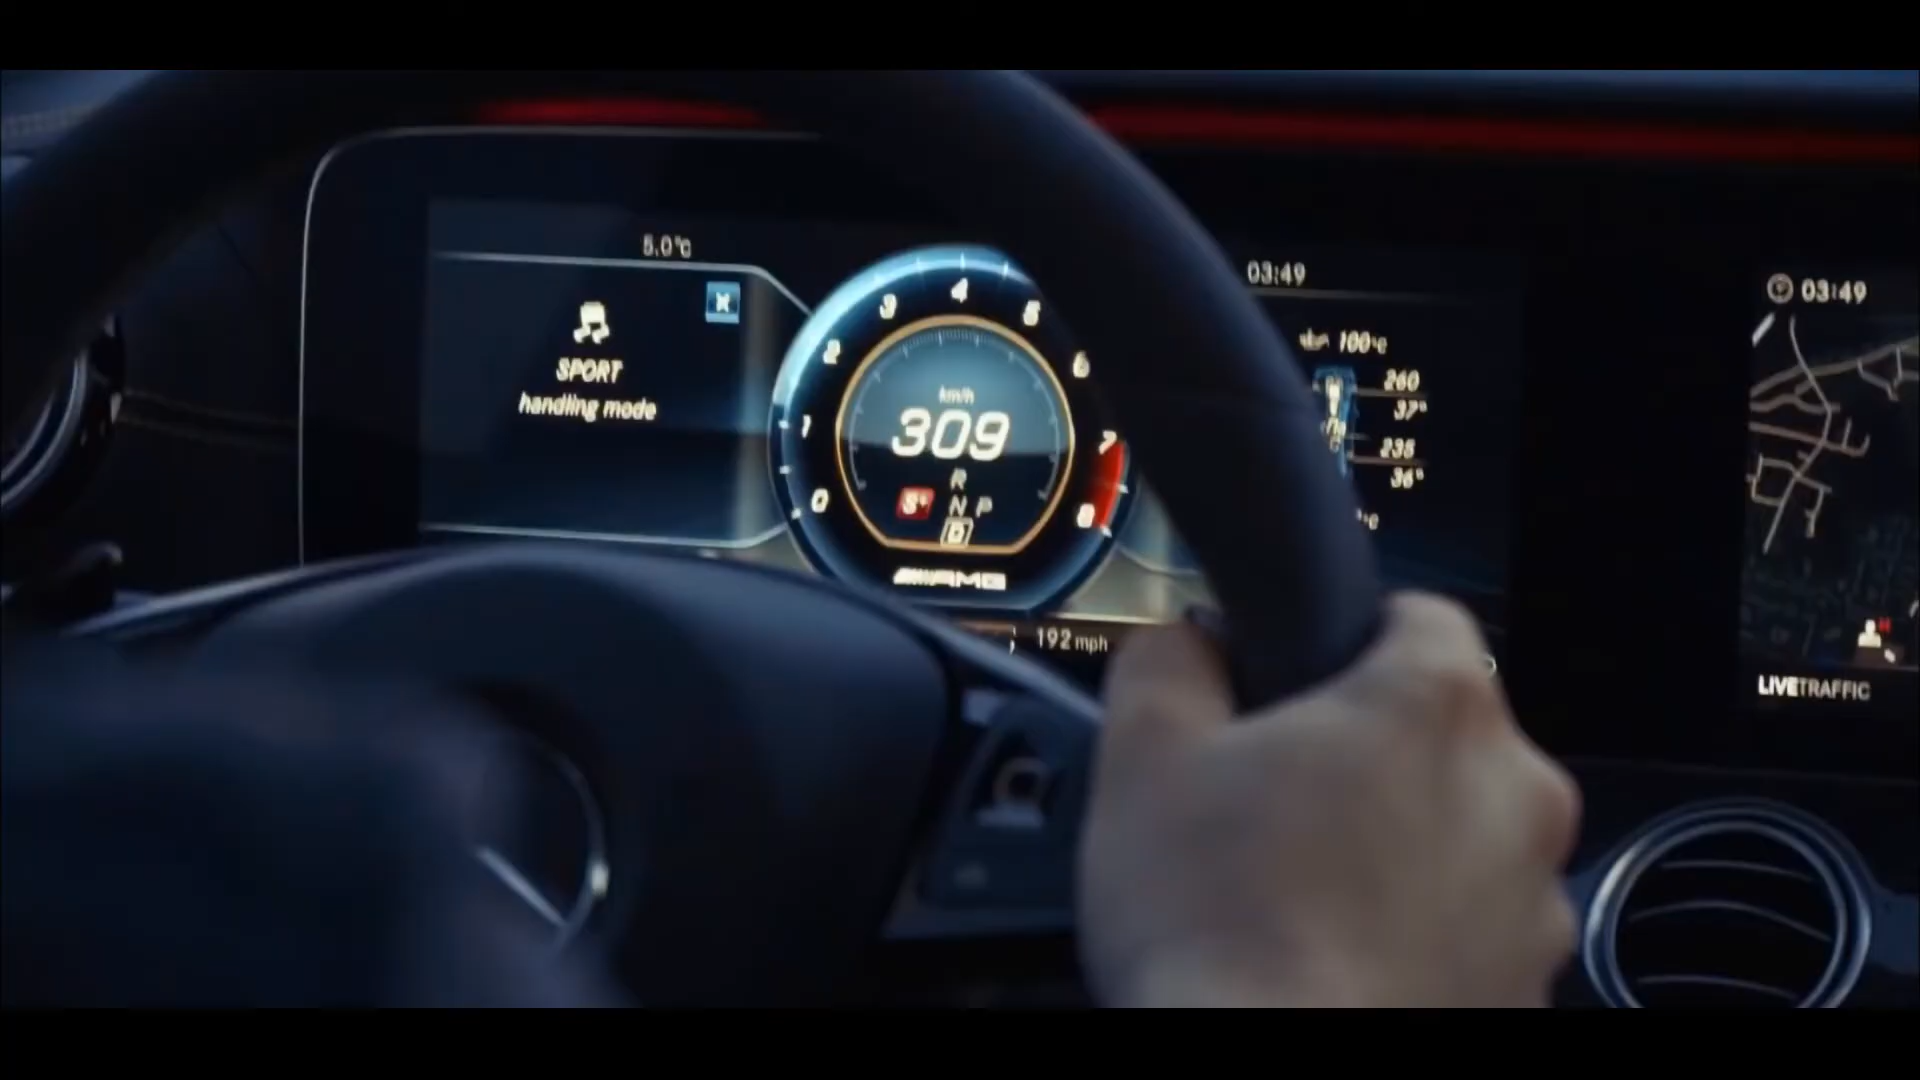 5.0°C
SPORT
handling mode
0
1
2
3
4
5
6
7
8
km/h
309
R
S+ N P
D
AMG
192 mph
03:49
100°C
260
37°
235
36°
°C
03:49
LIVETRAFFIC